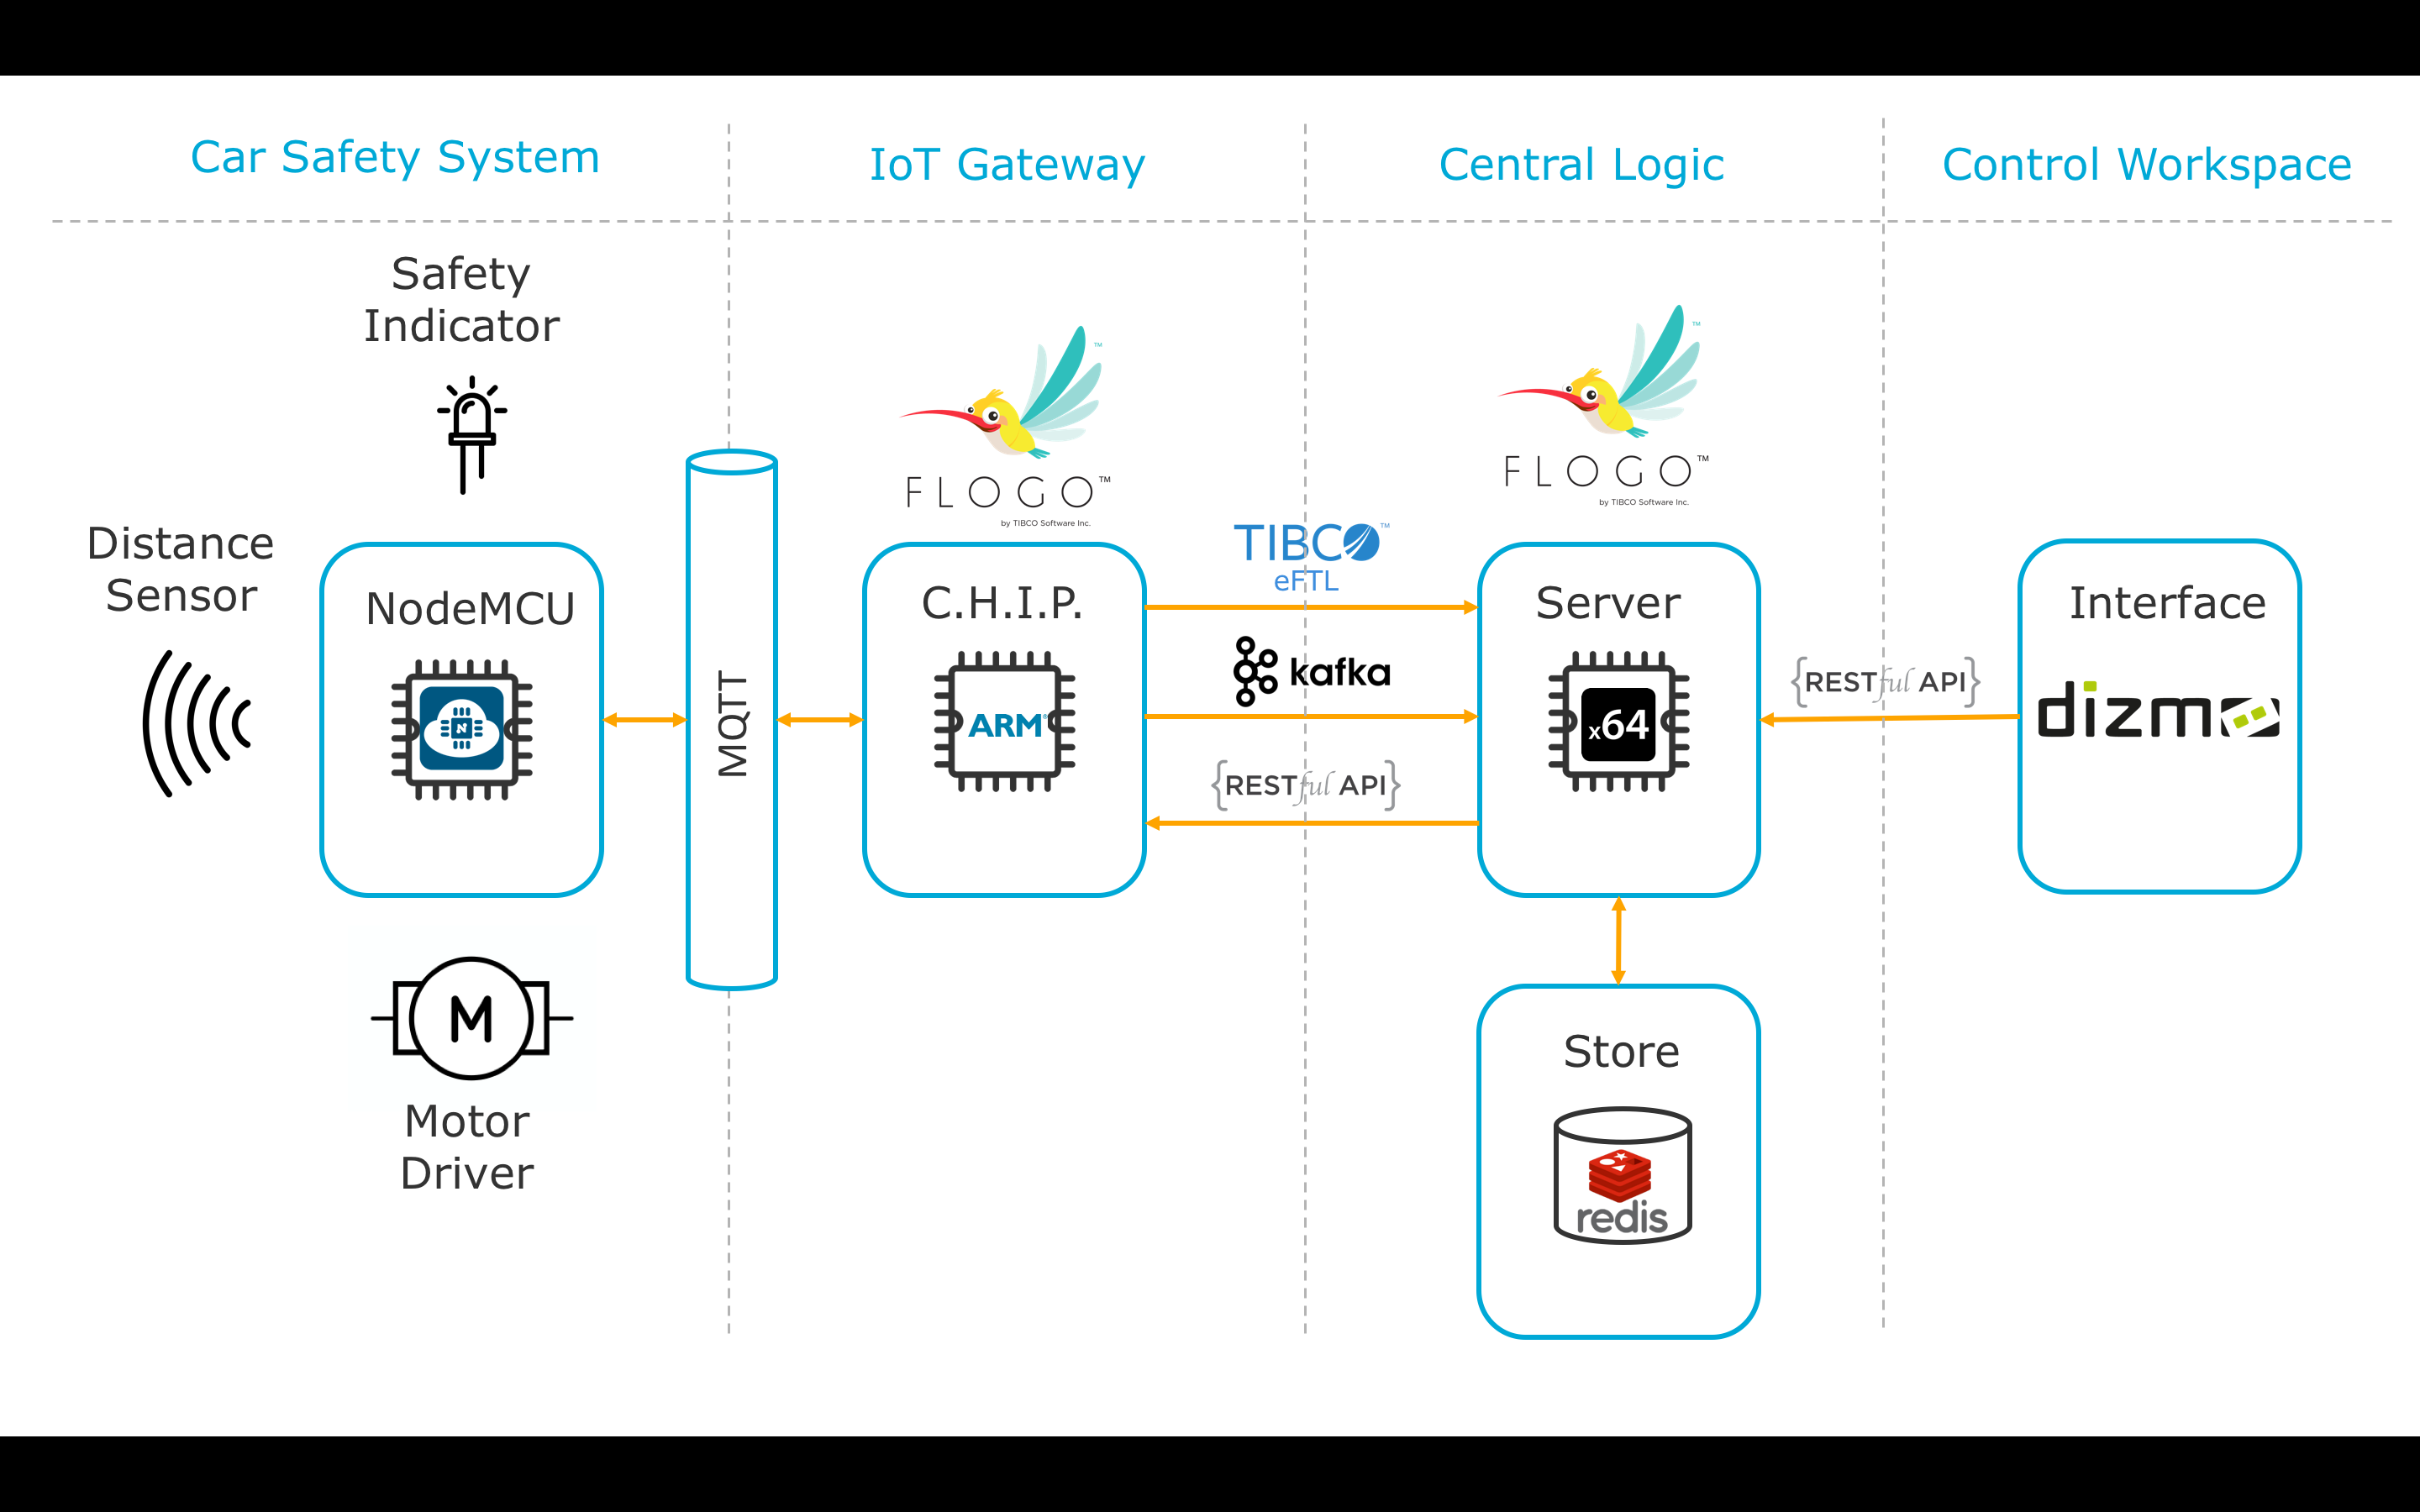 Car Safety System
IoT Gateway
Central Logic
Control Workspace
Safety
Indicator
Distance
Sensor
NodeMCU
N
Motor
Driver
M
MQTT
FLOGO™
by TIBCO Software Inc.
C.H.I.P.
ARM®
TIBCO™
eFTL
kafka
{RESTful API}
FLOGO™
by TIBCO Software Inc.
Server
x64
Store
redis
{RESTful API}
Interface
dizmo